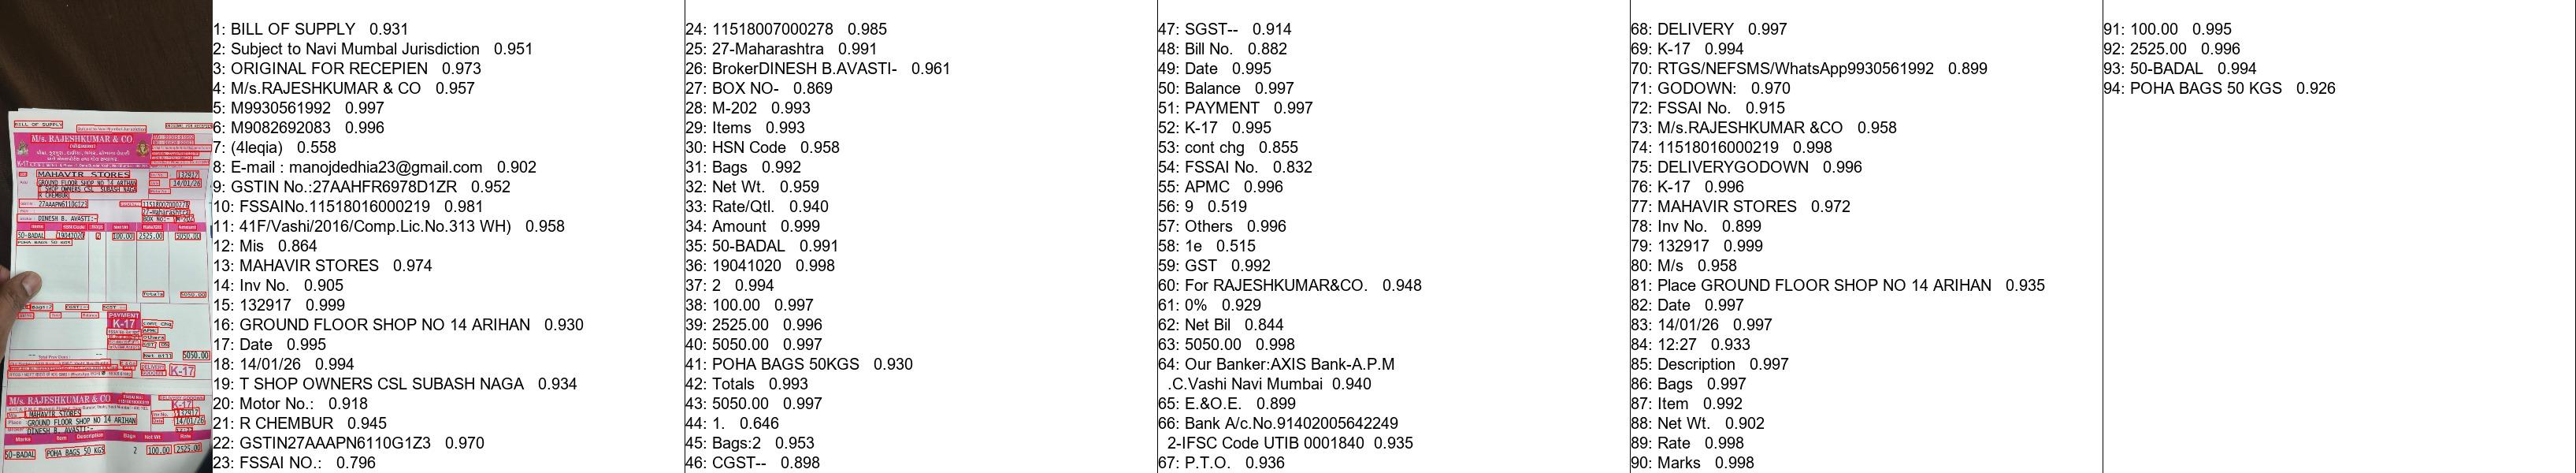 1: BILL OF SUPPLY 0.931
2: Subject to Navi Mumbal Jurisdiction 0.951
3: ORIGINAL FOR RECEPIEN 0.973
4: M/s.RAJESHKUMAR & CO 0.957
5: M9930561992 0.997
6: M9082692083 0.996
7: (4leqia) 0.558
8: E-mail : manojdedhia23@gmail.com 0.902
9: GSTIN No.:27AAHFR6978D1ZR 0.952
10: FSSAINo.11518016000219 0.981
11: 41F/Vashi/2016/Comp.Lic.No.313 WH) 0.958
12: Mis 0.864
13: MAHAVIR STORES 0.974
14: Inv No. 0.905
15: 132917 0.999
16: GROUND FLOOR SHOP NO 14 ARIHAN 0.930
17: Date 0.995
18: 14/01/26 0.994
19: T SHOP OWNERS CSL SUBASH NAGA 0.934
20: Motor No.: 0.918
21: R CHEMBUR 0.945
22: GSTIN27AAAPN6110G1Z3 0.970
23: FSSAI NO.: 0.796
24: 11518007000278 0.985
25: 27-Maharashtra 0.991
26: BrokerDINESH B.AVASTI- 0.961
27: BOX NO- 0.869
28: M-202 0.993
29: Items 0.993
30: HSN Code 0.958
31: Bags 0.992
32: Net Wt. 0.959
33: Rate/Qtl. 0.940
34: Amount 0.999
35: 50-BADAL 0.991
36: 19041020 0.998
37: 2 0.994
38: 100.00 0.997
39: 2525.00 0.996
40: 5050.00 0.997
41: POHA BAGS 50KGS 0.930
42: Totals 0.993
43: 5050.00 0.997
44: 1. 0.646
45: Bags:2 0.953
46: CGST-- 0.898
47: SGST-- 0.914
48: Bill No. 0.882
49: Date 0.995
50: Balance 0.997
51: PAYMENT 0.997
52: K-17 0.995
53: cont chg 0.855
54: FSSAI No. 0.832
55: APMC 0.996
56: 9 0.519
57: Others 0.996
58: 1e 0.515
59: GST 0.992
60: For RAJESHKUMAR&CO. 0.948
61: 0% 0.929
62: Net Bil 0.844
63: 5050.00 0.998
64: Our Banker:AXIS Bank-A.P.M
.C.Vashi Navi Mumbai 0.940
65: E.&O.E. 0.899
66: Bank A/c.No.91402005642249
2-IFSC Code UTIB 0001840 0.935
67: P.T.O. 0.936
68: DELIVERY 0.997
69: K-17 0.994
70: RTGS/NEFSMS/WhatsApp9930561992 0.899
71: GODOWN: 0.970
72: FSSAI No. 0.915
73: M/s.RAJESHKUMAR &CO 0.958
74: 11518016000219 0.998
75: DELIVERYGODOWN 0.996
76: K-17 0.996
77: MAHAVIR STORES 0.972
78: Inv No. 0.899
79: 132917 0.999
80: M/s 0.958
81: Place GROUND FLOOR SHOP NO 14 ARIHAN 0.935
82: Date 0.997
83: 14/01/26 0.997
84: 12:27 0.933
85: Description 0.997
86: Bags 0.997
87: Item 0.992
88: Net Wt. 0.902
89: Rate 0.998
90: Marks 0.998
91: 100.00 0.995
92: 2525.00 0.996
93: 50-BADAL 0.994
94: POHA BAGS 50 KGS 0.926